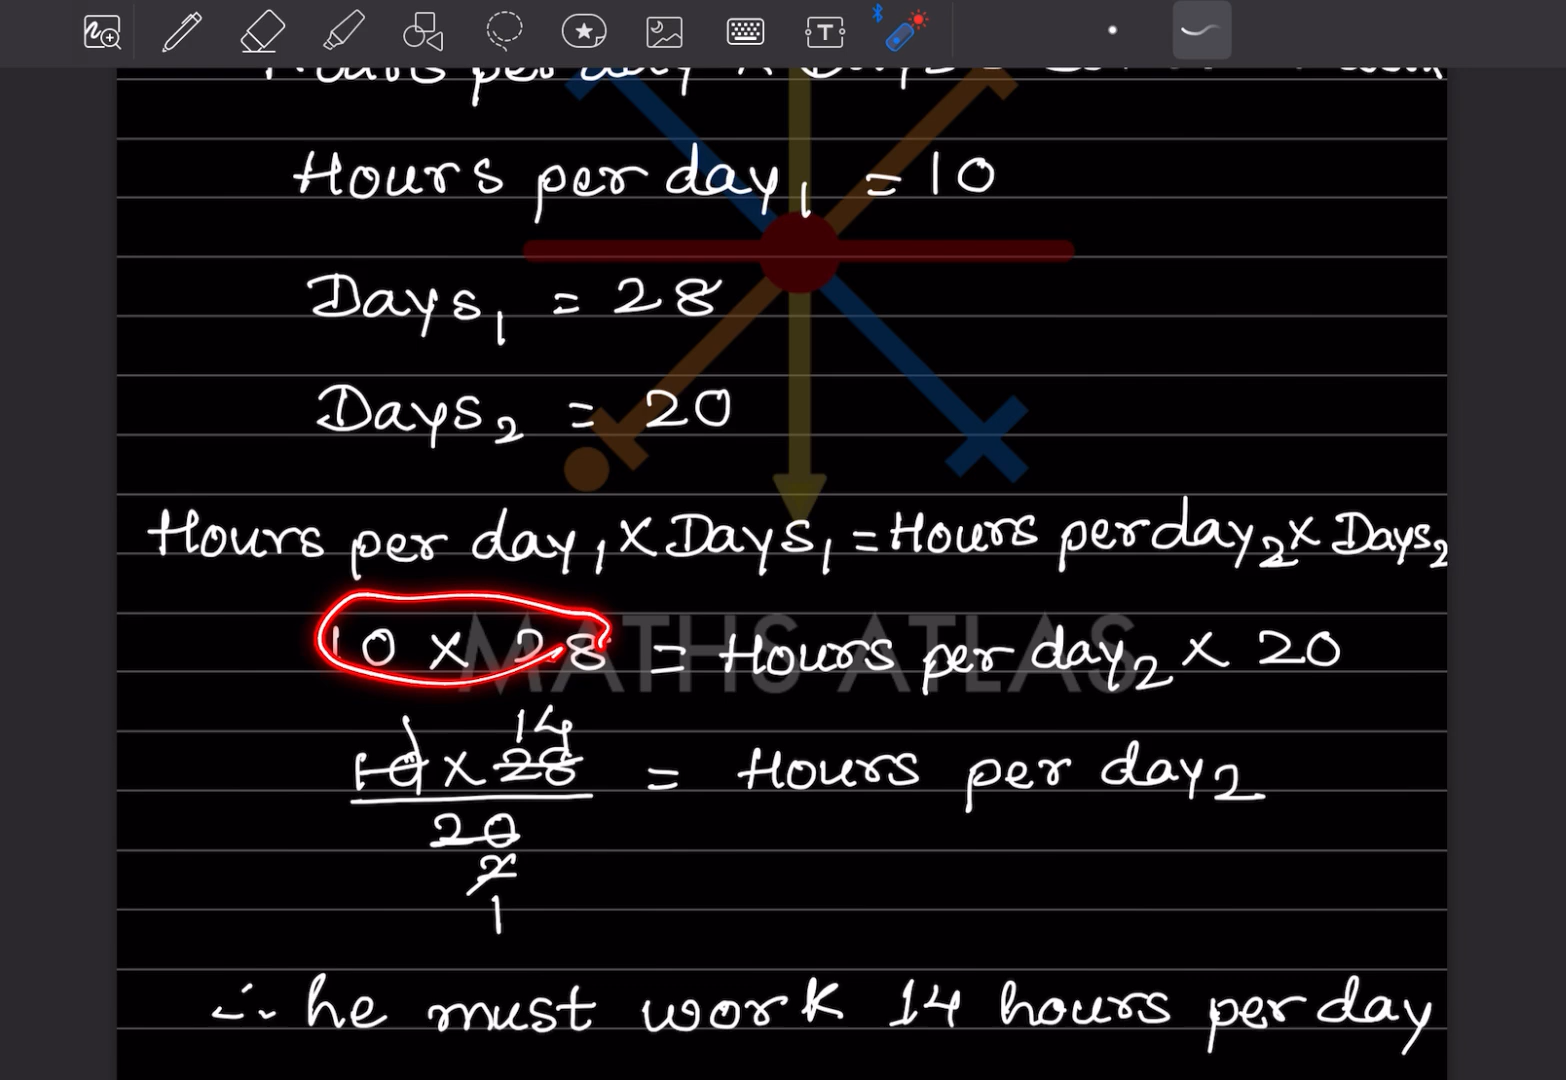 Hours per day₁ = 10
Days₁ = 28
Days₂ = 20
Hours per day₁ × Days₁ = Hours per day₂ × Days₂
10 × 28 = Hours per day₂ × 20
MATHS ATLAS
14
10 × 28 = Hours per day₂
20
2
1
∴ he must work 14 hours per day